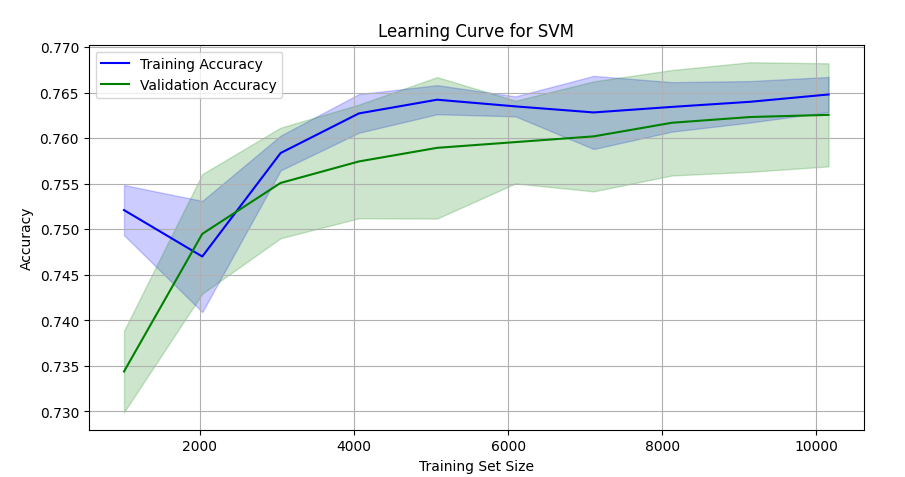 Learning Curve for SVM
Training Accuracy
Validation Accuracy
0.770
0.765
0.760
0.755
0.750
0.745
0.740
0.735
0.730
Accuracy
2000 4000 6000 8000 10000
Training Set Size